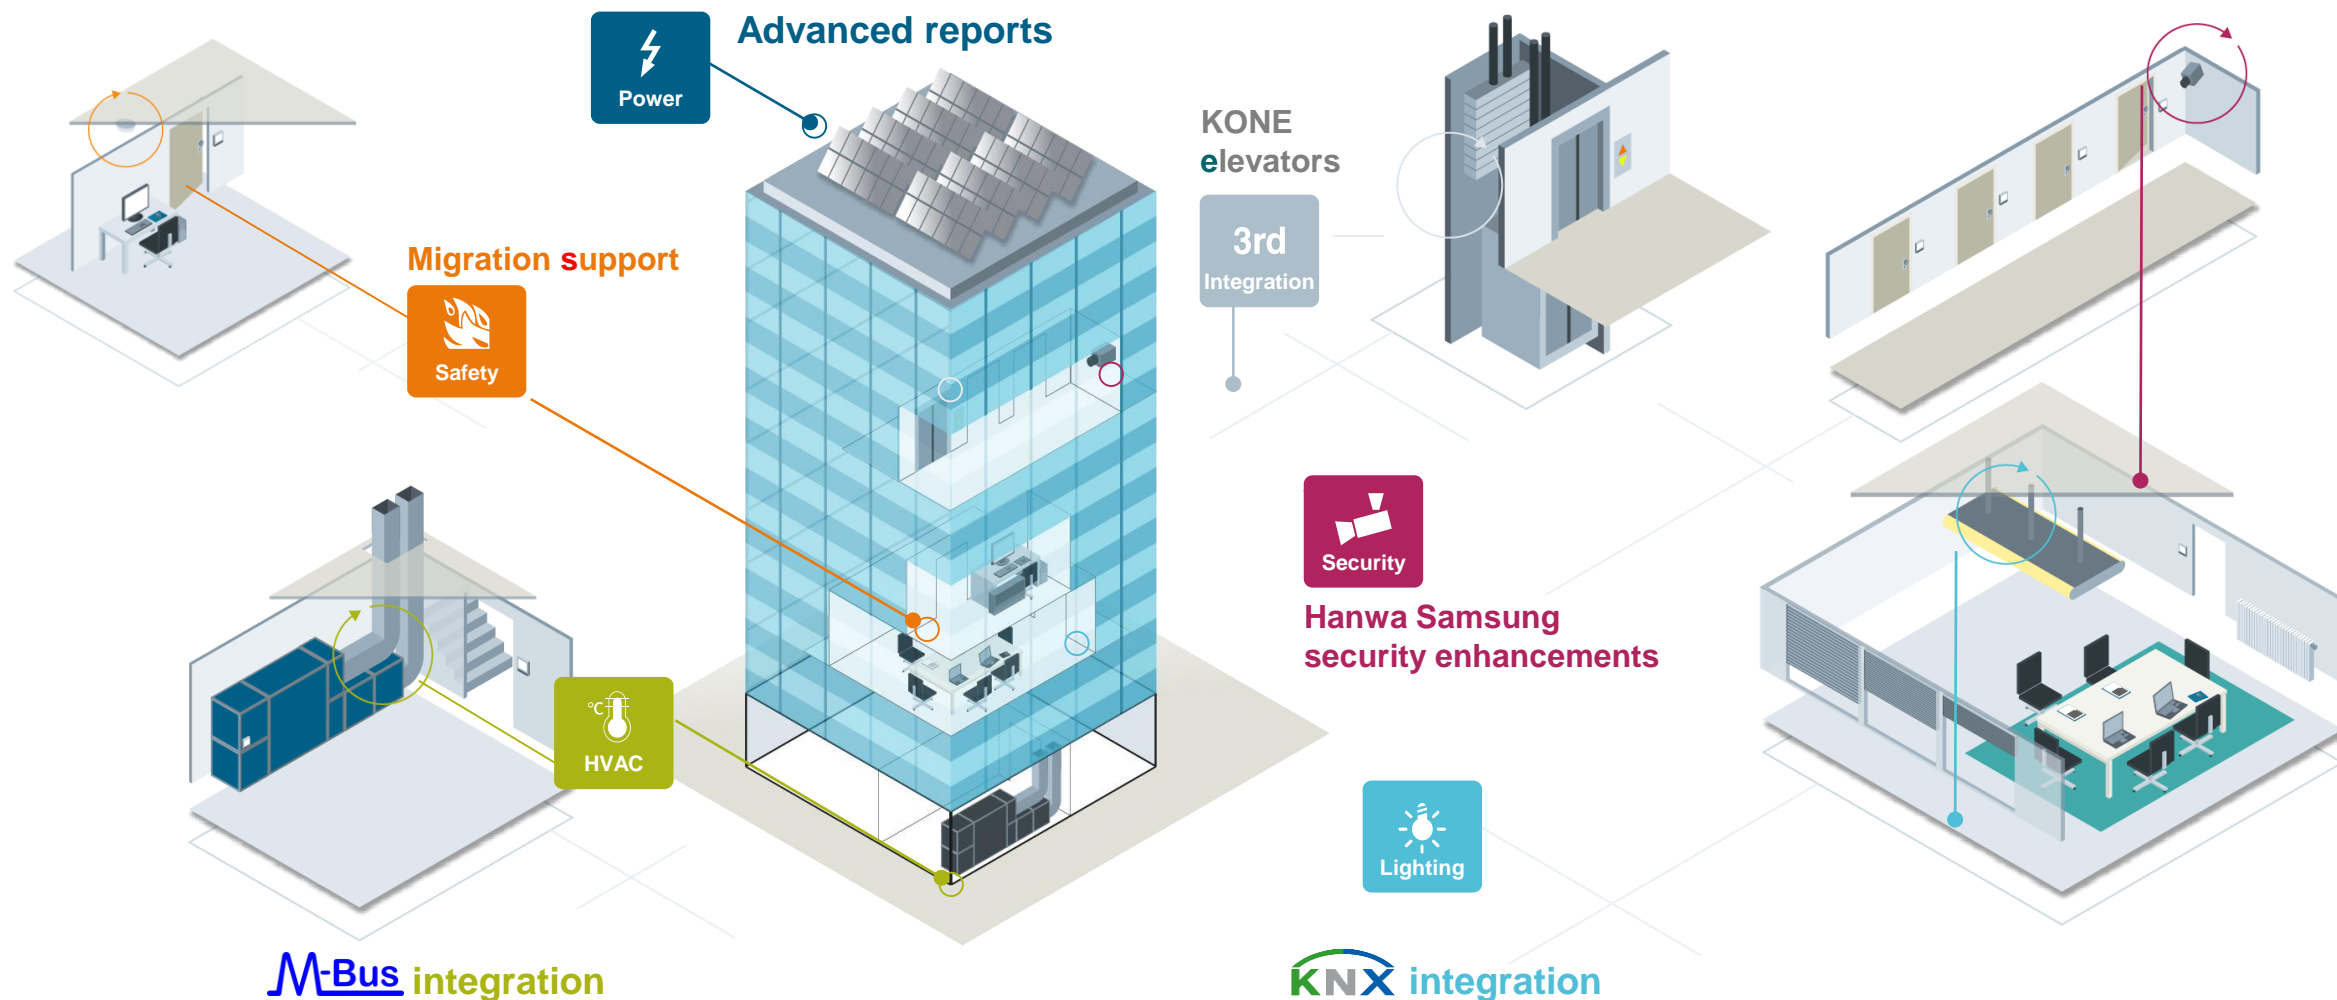 Advanced reports
Power
KONE
elevators
3rd
Integration
Migration support
Safety
Security
Hanwa Samsung
security enhancements
°C
HVAC
Lighting
M-Bus integration
KNX integration